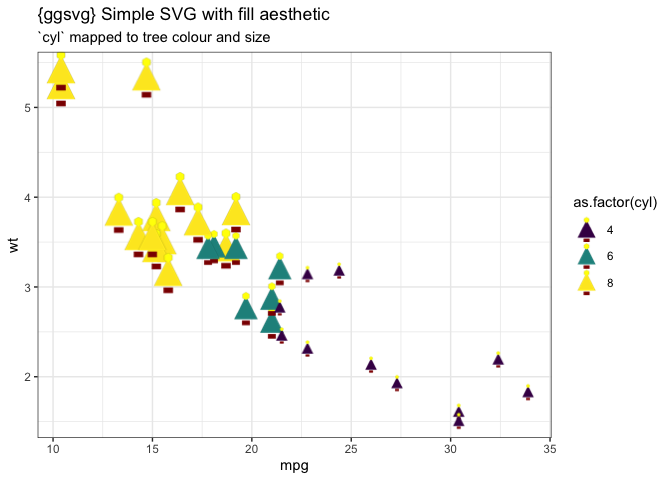 {ggsvg} Simple SVG with fill aesthetic
`cyl` mapped to tree colour and size
5
4
3
2
wt
10
15
20
25
30
35
mpg
as.factor(cyl)
4
6
8